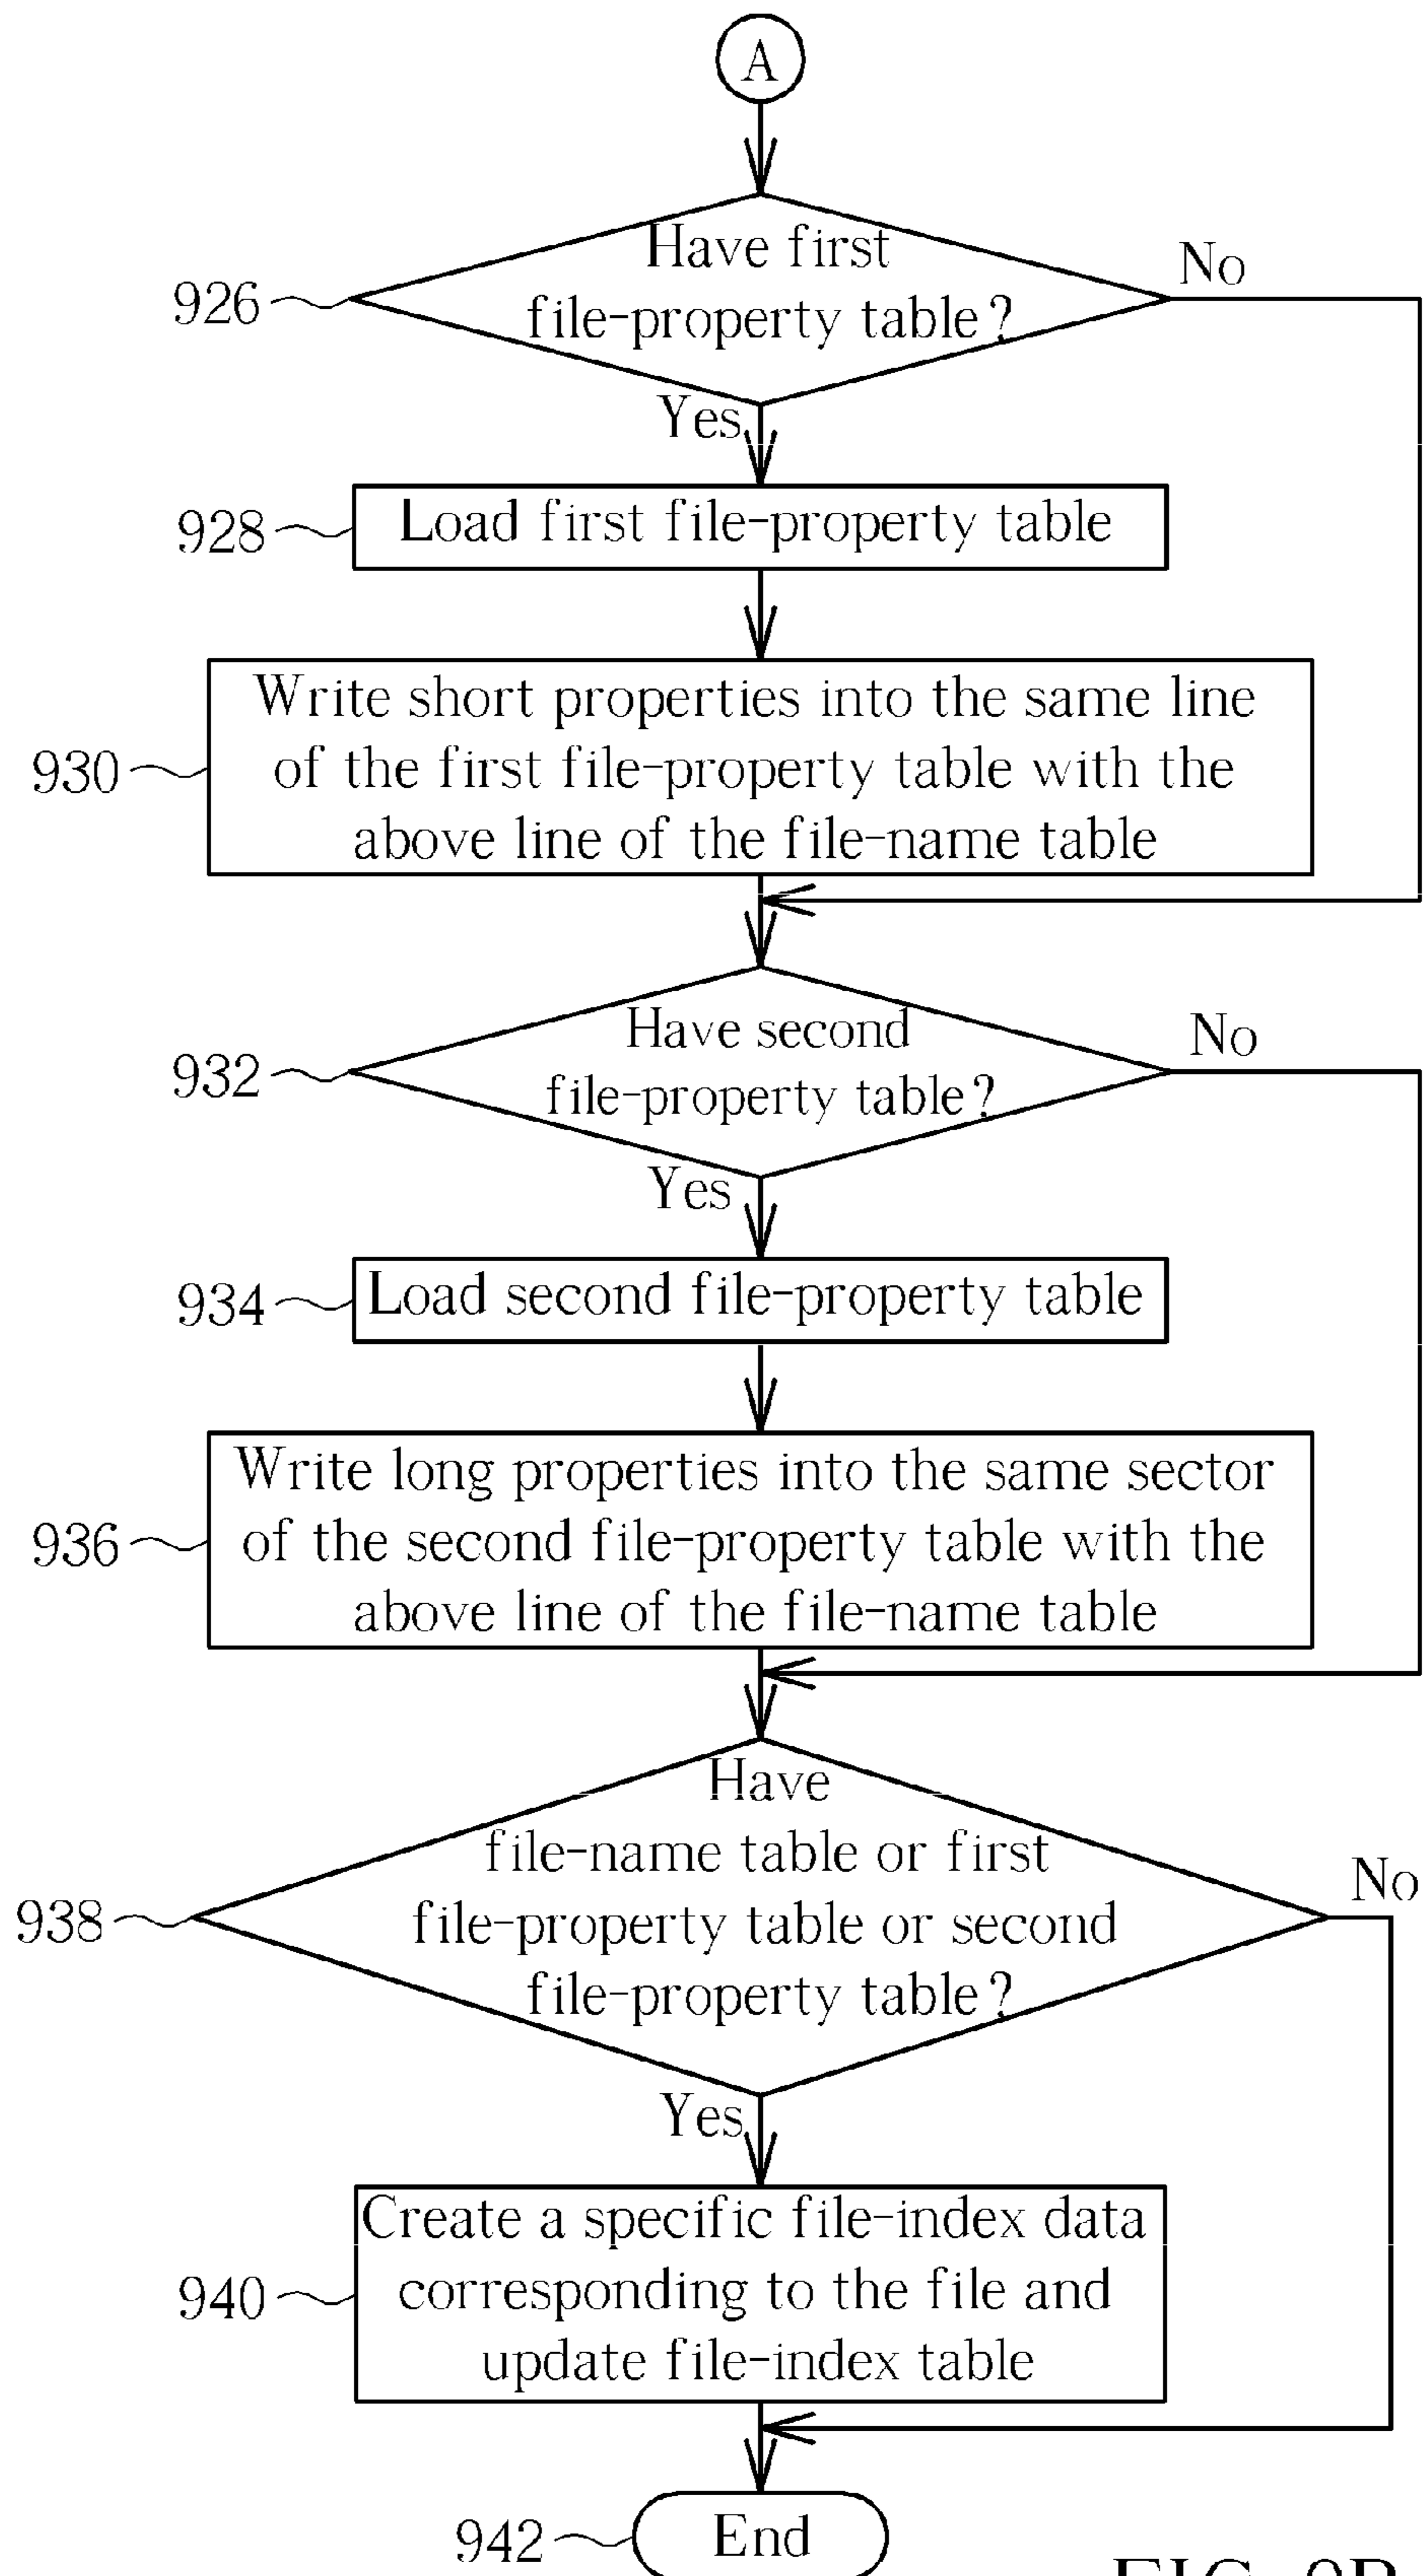 A
Have first
No
926
file-property table?
Yes
928
Load first file-property table
Write short properties into the same line
930
of the first file-property table with the
above line of the file-name table
Have second
No
932
file-property table?
Yes
934
Load second file-property table
Write long properties into the same sector
936
of the second file-property table with the
above line of the file-name table
Have
file-name table or first
No
938
file-property table or second
file-property table?
Yes
Create a specific file-index data
940
corresponding to the file and
update file-index table
942
End